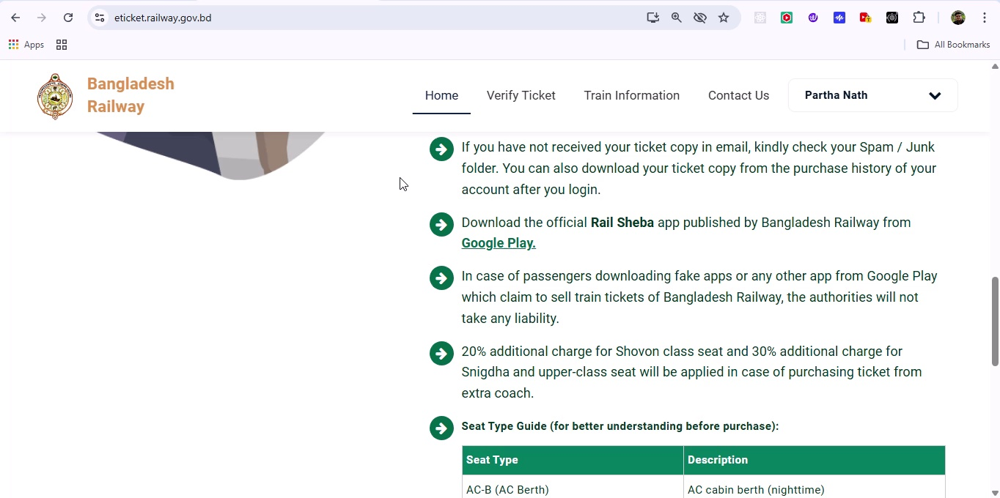 eticket.railway.gov.bd
Apps
All Bookmarks
Bangladesh
Railway
Home
Verify Ticket
Train Information
Contact Us
Partha Nath
If you have not received your ticket copy in email, kindly check your Spam / Junk
folder. You can also download your ticket copy from the purchase history of your
account after you login.
Download the official Rail Sheba app published by Bangladesh Railway from
Google Play.
In case of passengers downloading fake apps or any other app from Google Play
which claim to sell train tickets of Bangladesh Railway, the authorities will not
take any liability.
20% additional charge for Shovon class seat and 30% additional charge for
Snigdha and upper-class seat will be applied in case of purchasing ticket from
extra coach.
Seat Type Guide (for better understanding before purchase):
Seat Type
Description
AC-B (AC Berth)
AC cabin berth (nighttime)